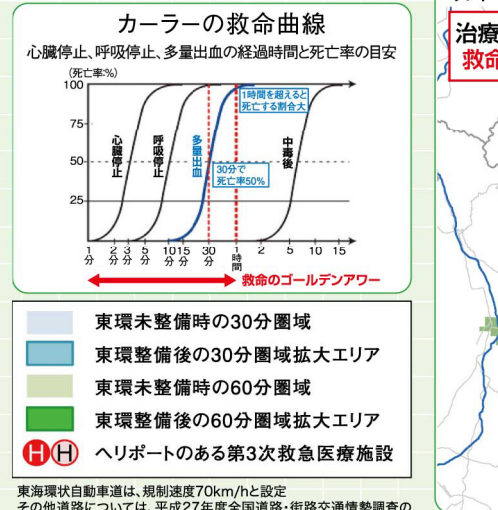 カーラーの救命曲線
心臓停止、呼吸停止、多量出血の経過時間と死亡率の目安
(死亡率:%)
100
75
50
25
心臓停止
呼吸停止
多量出血
中毒後
1時間を超えると
死亡する割合大
30分で
死亡率50%
1分 2分 3分 5分 10分 15分 30分 1時間 2 5 10 15
救命のゴールデンアワー
東環未整備時の30分圏域
東環整備後の30分圏域拡大エリア
東環未整備時の60分圏域
東環整備後の60分圏域拡大エリア
H H ヘリポートのある第3次救急医療施設
東海環状自動車道は、規制速度70km/hと設定
その他道路については、平成27年度全国道路・街路交通情勢調査の
治療
救命